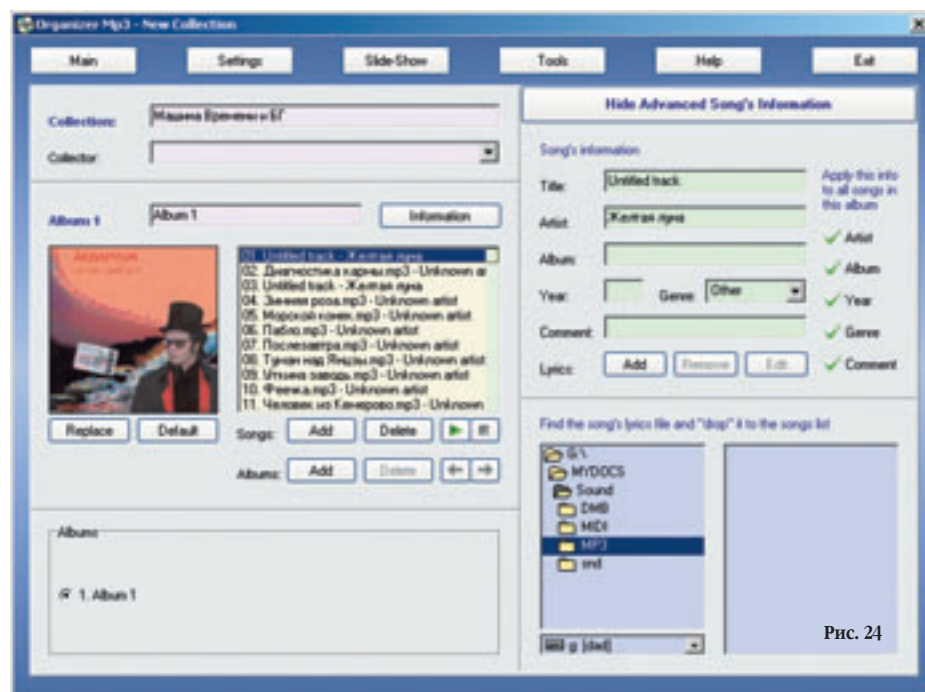 Organizer Mp3 - New Collection
Main Settings Slide-Show Tools Help Exit
Collections: Машина Времени и БГ
Collector:
Album 1 Album 1 Information
01. Untitled track - Желтая луна
02. Диагностика кармы.mp3 - Unknown ar
03. Untitled track - Желтая луна
04. Зимняя роза.mp3 - Unknown artist
05. Морской конек.mp3 - Unknown artist
06. Пабло.mp3 - Unknown artist
07. Послезавтра.mp3 - Unknown artist
08. Туман над Янцзы.mp3 - Unknown artist
09. Уткина заводь.mp3 - Unknown artist
10. Феечка.mp3 - Unknown artist
11. Человек из Кемерово.mp3 - Unknown
Replace Default
Songs: Add Delete
Albums: Add Delete
Albums
1. Album 1
Hide Advanced Song's Information
Song's information
Title: Untitled track
Artist: Желтая луна
Album:
Year: Genre: Other
Comment:
Lyrics: Add Remove Edit
Apply this info
to all songs in
this album
Artist
Album
Year
Genre
Comment
Find the song's lyrics file and "drop" it to the songs list
G:\
MYDOCS
Sound
DMB
MIDI
MP3
snd
g: [dad]
Рис. 24